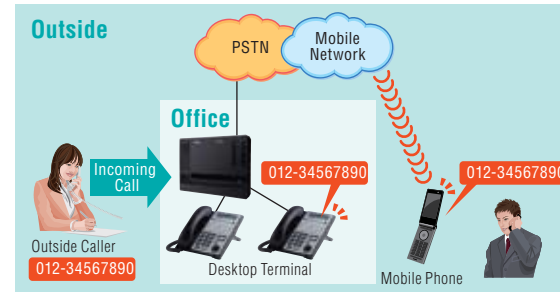 Outside
PSTN
Mobile
Network
Office
Incoming
Call
012-34567890
012-34567890
Outside Caller
012-34567890
Desktop Terminal
Mobile Phone